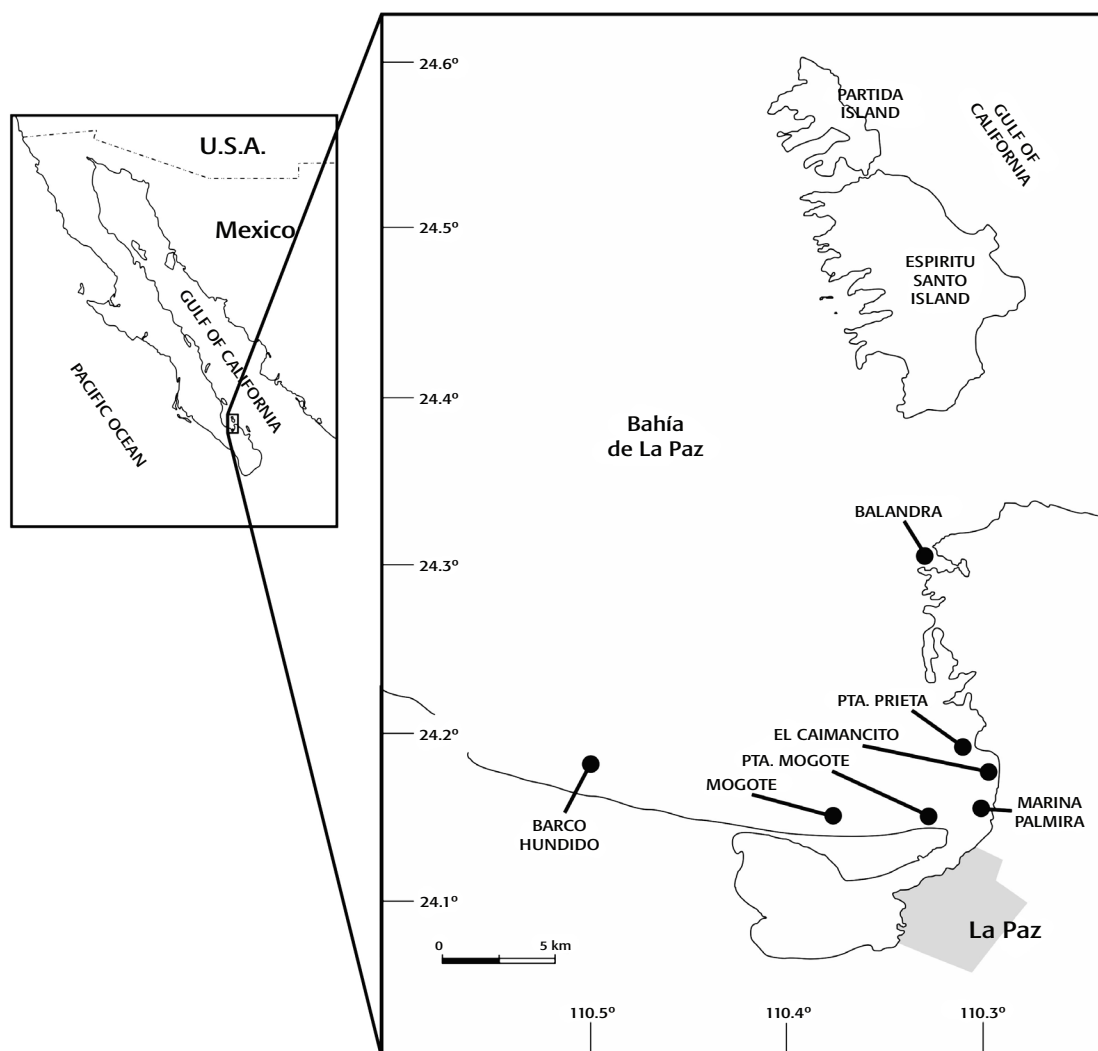 U.S.A.
Mexico
GULF OF CALIFORNIA
PACIFIC OCEAN
24.6º
24.5º
24.4º
24.3º
24.2º
24.1º
PARTIDA
ISLAND
GULF OF
CALIFORNIA
ESPIRITU
SANTO
ISLAND
Bahía
de La Paz
BALANDRA
PTA. PRIETA
EL CAIMANCITO
PTA. MOGOTE
MOGOTE
BARCO
HUNDIDO
MARINA
PALMIRA
La Paz
0 5 km
110.5º 110.4º 110.3º